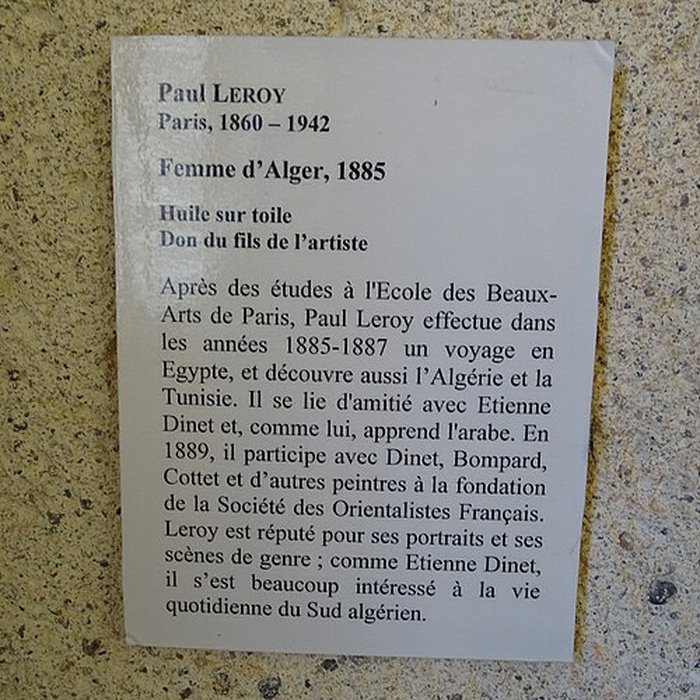 Paul LEROY
Paris, 1860 – 1942
Femme d’Alger, 1885
Huile sur toile
Don du fils de l’artiste
Après des études à l'Ecole des Beaux-
Arts de Paris, Paul Leroy effectue dans
les années 1885-1887 un voyage en
Egypte, et découvre aussi l’Algérie et la
Tunisie. Il se lie d'amitié avec Etienne
Dinet et, comme lui, apprend l'arabe. En
1889, il participe avec Dinet, Bompard,
Cottet et d’autres peintres à la fondation
de la Société des Orientalistes Français.
Leroy est réputé pour ses portraits et ses
scènes de genre ; comme Etienne Dinet,
il s’est beaucoup intéressé à la vie
quotidienne du Sud algérien.